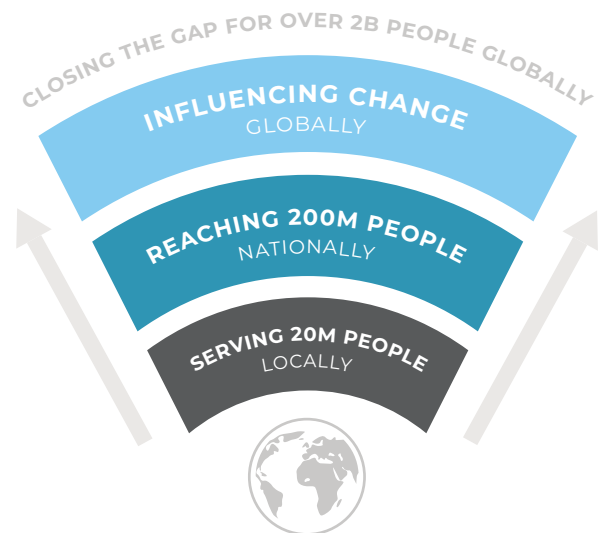 CLOSING THE GAP FOR OVER 2B PEOPLE GLOBALLY
INFLUENCING CHANGE
GLOBALLY
REACHING 200M PEOPLE
NATIONALLY
SERVING 20M PEOPLE
LOCALLY